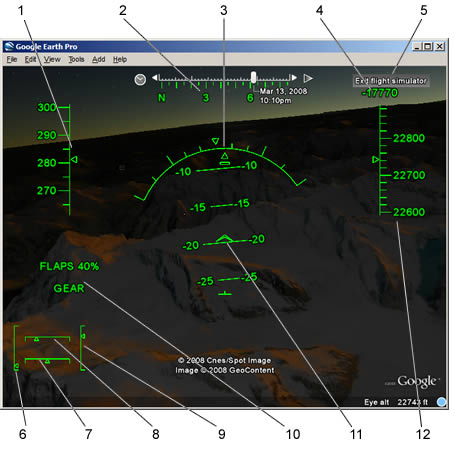 1 2 3 4 5
Google Earth Pro
File Edit View Tools Add Help
N 3 6
Mar 13, 2008
10:10pm
Exit flight simulator
-17770
300
285
280
270
265
22800
22740
22700
22600
-10 -10
-15 -15
-20 -20
-25 -25
FLAPS 40%
GEAR
© 2008 Cnes/Spot Image
Image © 2008 GeoContent
Google
Eye alt 22743 ft
6 7 8 9 10 11 12